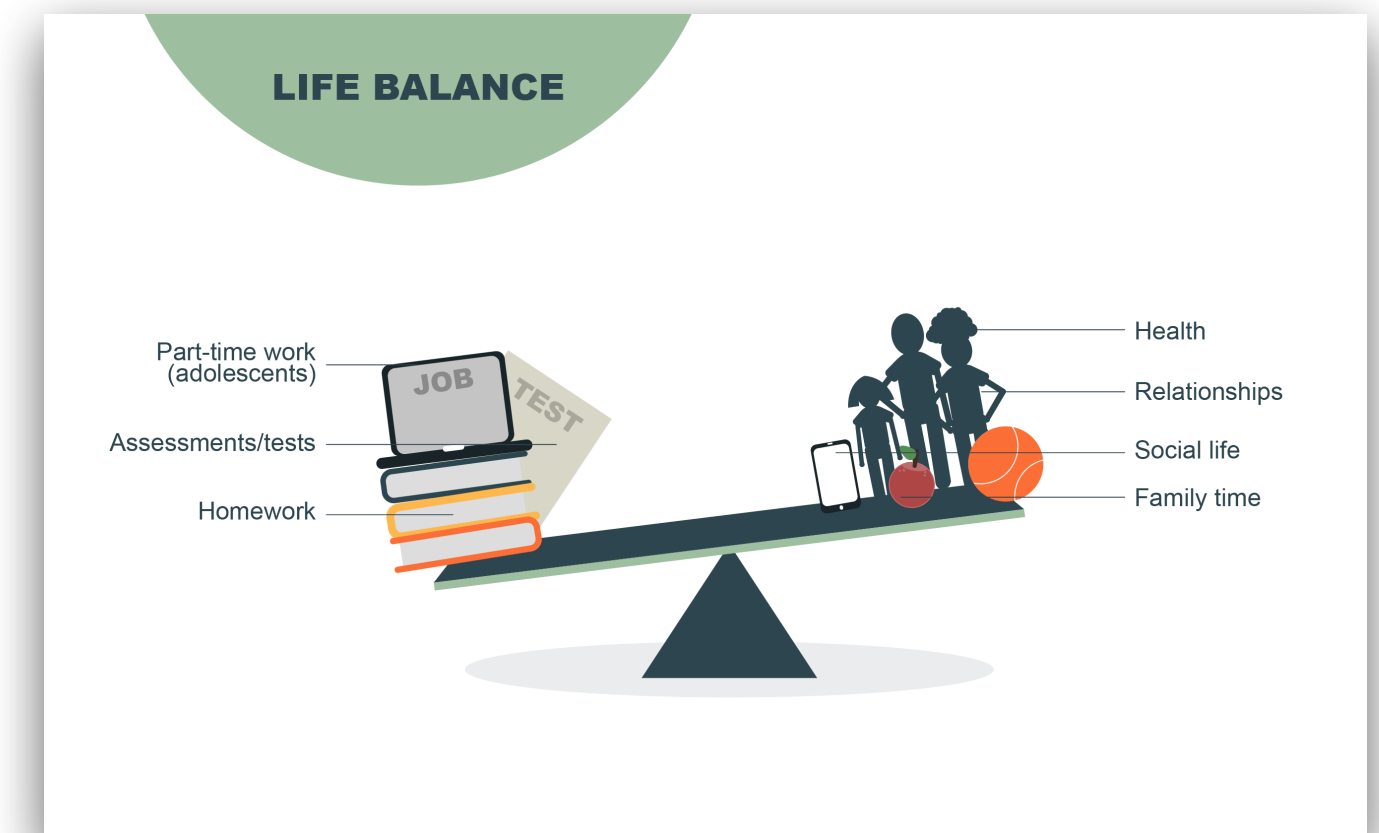 LIFE BALANCE
Part-time work
(adolescents)
Assessments/tests
Homework
JOB
TEST
Health
Relationships
Social life
Family time